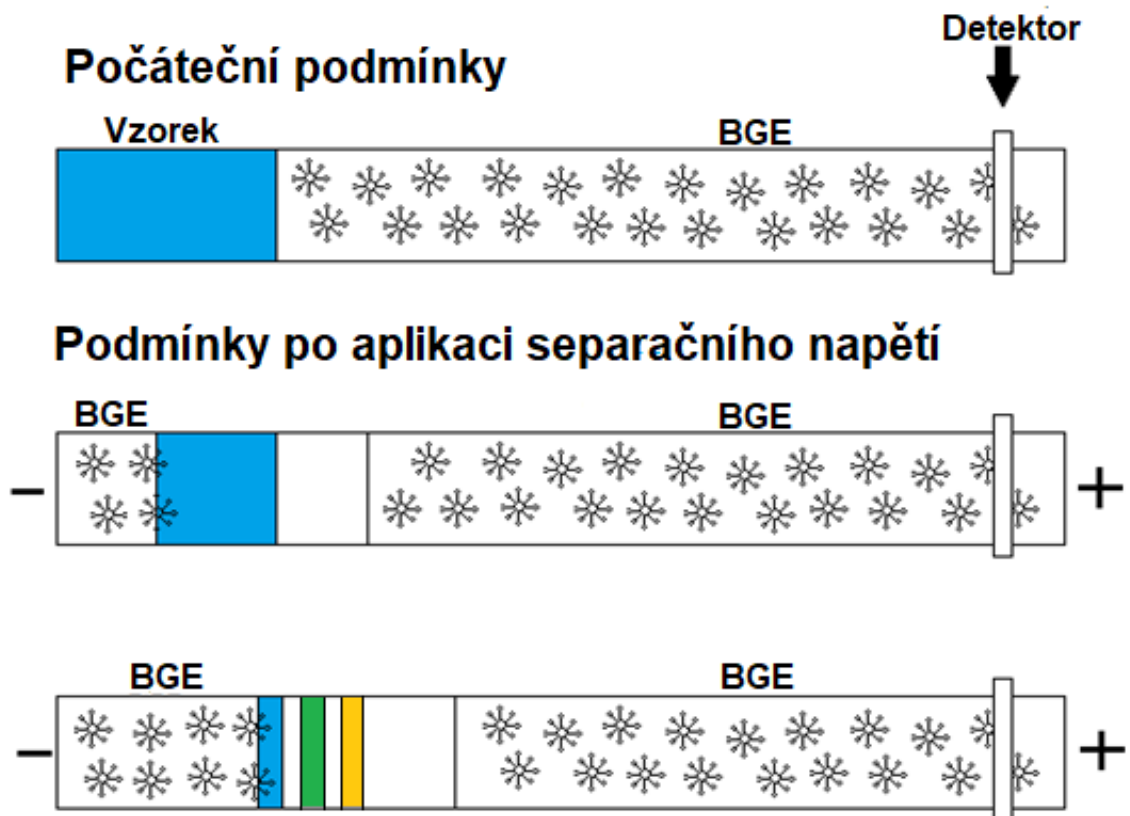 Detektor
Počáteční podmínky
Vzorek
BGE
Podmínky po aplikaci separačního napětí
BGE
BGE
−
+
BGE
BGE
−
+